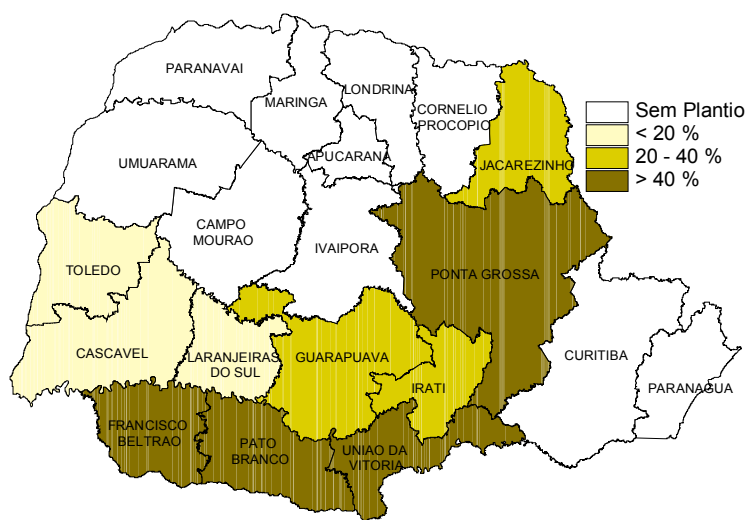 PARANAVAI
MARINGA
LONDRINA
CORNELIO
PROCOPIO
Sem Plantio
< 20 %
20 - 40 %
> 40 %
UMUARAMA
APUCARANA
JACAREZINHO
CAMPO
MOURAO
IVAIPORA
TOLEDO
PONTA GROSSA
CASCAVEL
LARANJEIRAS
DO SUL
GUARAPUAVA
IRATI
CURITIBA
PARANAGUA
FRANCISCO
BELTRAO
PATO
BRANCO
UNIAO DA
VITORIA